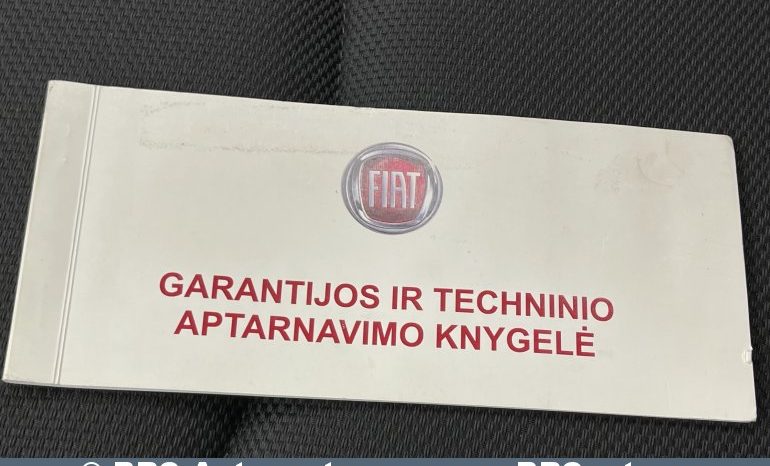 FIAT
GARANTIJOS IR TECHNINIO
APTARNAVIMO KNYGELĖ